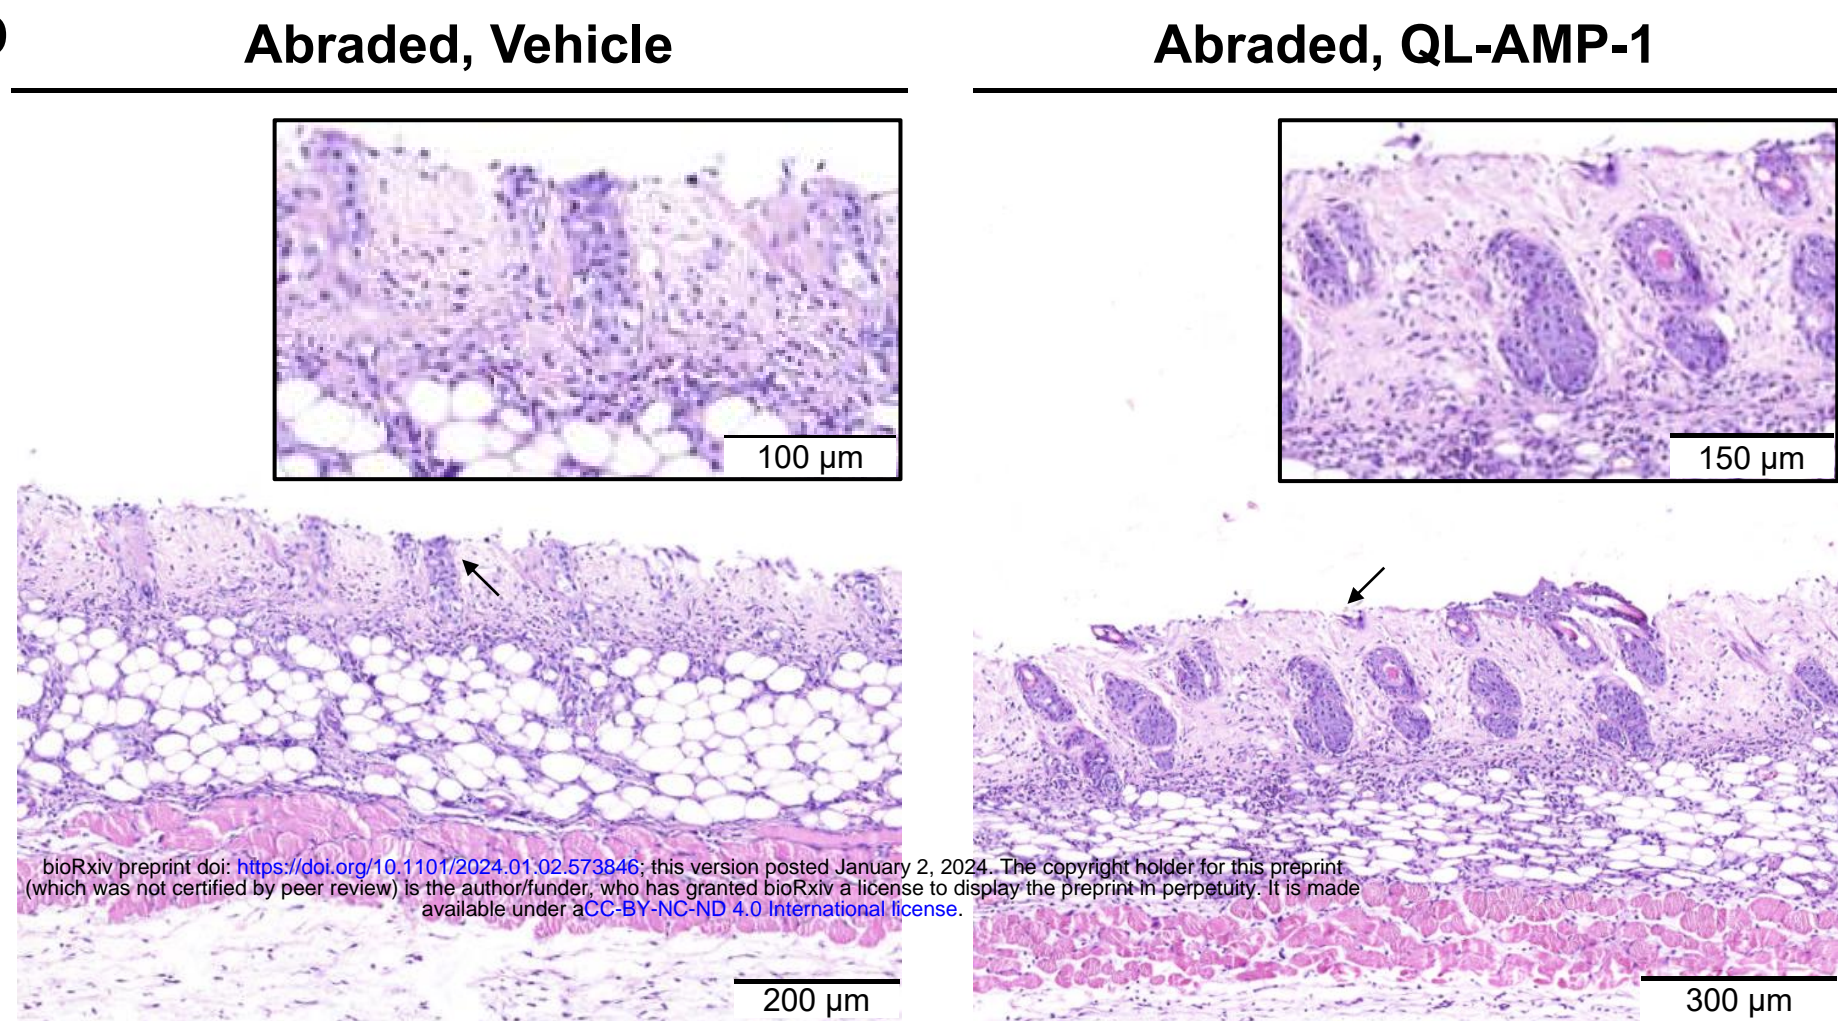 Abraded, Vehicle
Abraded, QL-AMP-1
100 µm
150 µm
bioRxiv preprint doi: https://doi.org/10.1101/2024.01.02.573846; this version posted January 2, 2024. The copyright holder for this preprint
(which was not certified by peer review) is the author/funder, who has granted bioRxiv a license to display the preprint in perpetuity. It is made
available under aCC-BY-NC-ND 4.0 International license.
200 µm
300 µm